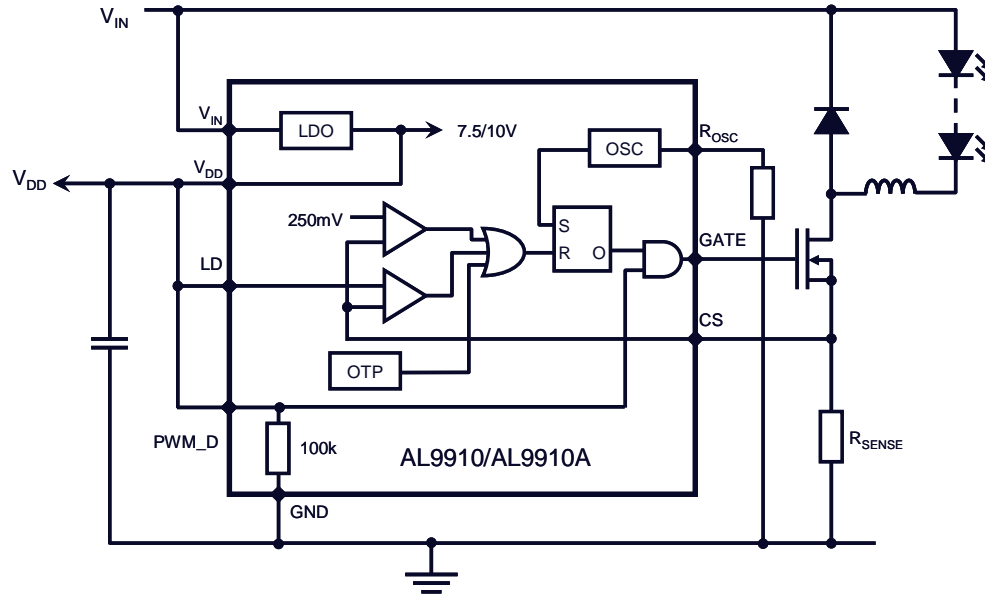 VIN
VIN
LDO
7.5/10V
ROSC
OSC
VDD
VDD
250mV
S
R
O
GATE
LD
CS
OTP
PWM_D
100k
AL9910/AL9910A
RSENSE
GND